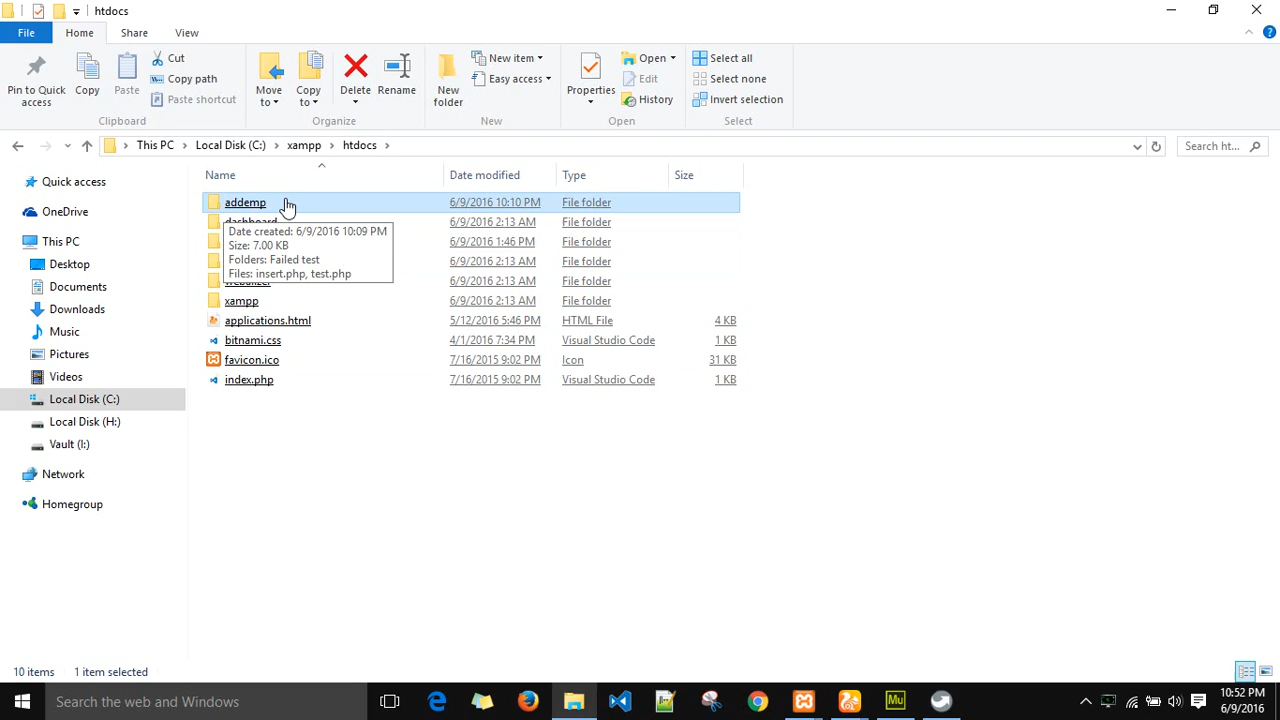 htdocs
File Home Share View
Pin to Quick access
Copy
Paste
Cut
Copy path
Paste shortcut
Clipboard
Move to
Copy to
Delete
Rename
Organize
New folder
New item
Easy access
New
Properties
Open
Edit
History
Open
Select all
Select none
Invert selection
Select
This PC Local Disk (C:) xampp htdocs
Search ht...
Quick access
OneDrive
This PC
Desktop
Documents
Downloads
Music
Pictures
Videos
Local Disk (C:)
Local Disk (H:)
Vault (I:)
Network
Homegroup
Name Date modified Type Size
addemp 6/9/2016 10:10 PM File folder
dashboard 6/9/2016 2:13 AM File folder
6/9/2016 1:46 PM File folder
6/9/2016 2:13 AM File folder
webalizer 6/9/2016 2:13 AM File folder
xampp 6/9/2016 2:13 AM File folder
applications.html 5/12/2016 5:46 PM HTML File 4 KB
bitnami.css 4/1/2016 7:34 PM Visual Studio Code 1 KB
favicon.ico 7/16/2015 9:02 PM Icon 31 KB
index.php 7/16/2015 9:02 PM Visual Studio Code 1 KB
Date created: 6/9/2016 10:09 PM
Size: 7.00 KB
Folders: Failed test
Files: insert.php, test.php
10 items 1 item selected
Search the web and Windows
Mu
10:52 PM
6/9/2016